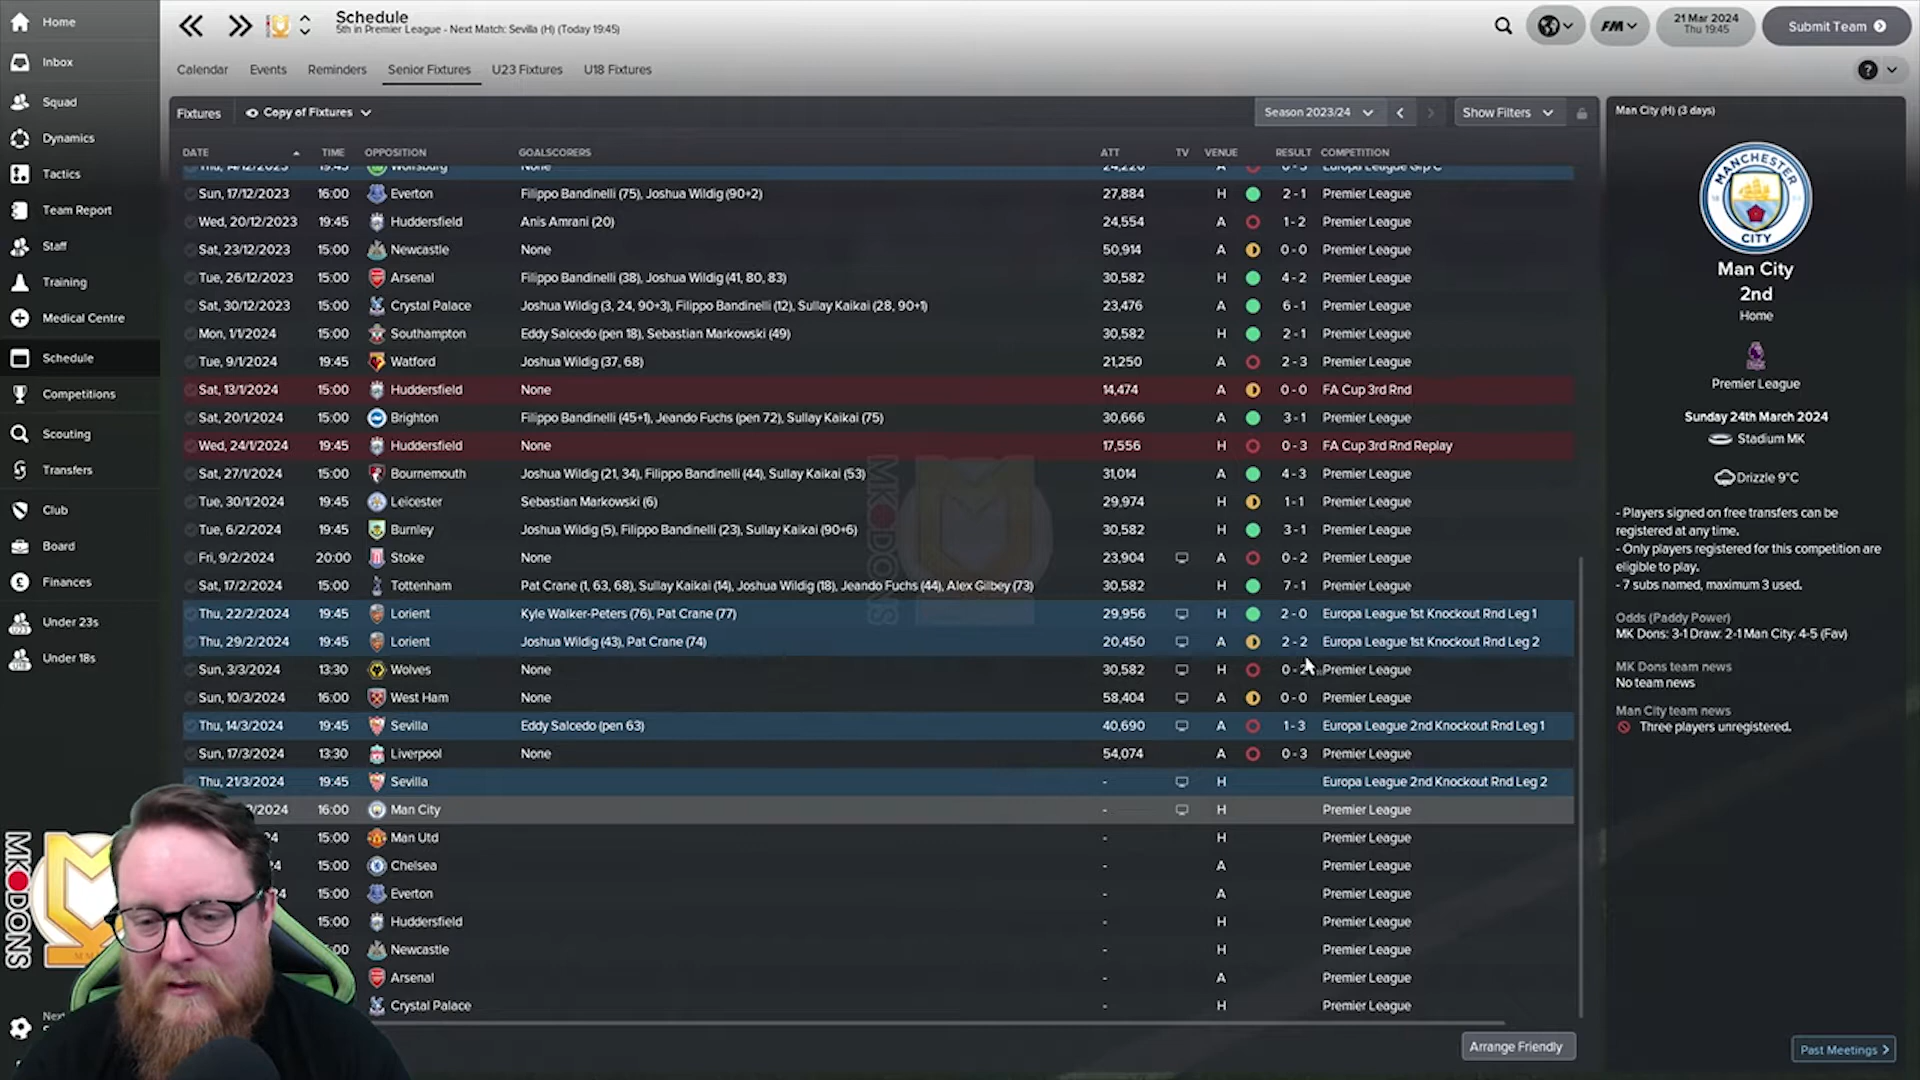 Home
Inbox
Squad
Dynamics
Tactics
Team Report
Staff
Training
Medical Centre
Schedule
Competitions
Scouting
Transfers
Club
Board
Finances
Under 23s
Under 18s
Schedule
5th in Premier League - Next Match: Sevilla (H) (Today 19:45)
FM
21 Mar 2024
Thu 19:45
Submit Team
Calendar Events Reminders Senior Fixtures U23 Fixtures U18 Fixtures
Fixtures Copy of Fixtures Season 2023/24 Show Filters
DATE TIME OPPOSITION GOALSCORERS ATT TV VENUE RESULT COMPETITION
Thu, 14/12/2023 19:45 Wolfsburg None 24,226 A 0 - 3 Europa League Grp C
Sun, 17/12/2023 16:00 Everton Filippo Bandinelli (75), Joshua Wildig (90+2) 27,884 H 2 - 1 Premier League
Wed, 20/12/2023 19:45 Huddersfield Anis Amrani (20) 24,554 A 1 - 2 Premier League
Sat, 23/12/2023 15:00 Newcastle None 50,914 A 0 - 0 Premier League
Tue, 26/12/2023 15:00 Arsenal Filippo Bandinelli (38), Joshua Wildig (41, 80, 83) 30,582 H 4 - 2 Premier League
Sat, 30/12/2023 15:00 Crystal Palace Joshua Wildig (3, 24, 90+3), Filippo Bandinelli (12), Sullay Kaikai (28, 90+1) 23,476 A 6 - 1 Premier League
Mon, 1/1/2024 15:00 Southampton Eddy Salcedo (pen 18), Sebastian Markowski (49) 30,582 H 2 - 1 Premier League
Tue, 9/1/2024 19:45 Watford Joshua Wildig (37, 68) 21,250 A 2 - 3 Premier League
Sat, 13/1/2024 15:00 Huddersfield None 14,474 A 0 - 0 FA Cup 3rd Rnd
Sat, 20/1/2024 15:00 Brighton Filippo Bandinelli (45+1), Jeando Fuchs (pen 72), Sullay Kaikai (75) 30,666 A 3 - 1 Premier League
Wed, 24/1/2024 19:45 Huddersfield None 17,556 H 0 - 3 FA Cup 3rd Rnd Replay
Sat, 27/1/2024 15:00 Bournemouth Joshua Wildig (21, 34), Filippo Bandinelli (44), Sullay Kaikai (53) 31,014 A 4 - 3 Premier League
Tue, 30/1/2024 19:45 Leicester Sebastian Markowski (6) 29,974 H 1 - 1 Premier League
Tue, 6/2/2024 19:45 Burnley Joshua Wildig (5), Filippo Bandinelli (23), Sullay Kaikai (90+6) 30,582 H 3 - 1 Premier League
Fri, 9/2/2024 20:00 Stoke None 23,904 A 0 - 2 Premier League
Sat, 17/2/2024 15:00 Tottenham Pat Crane (1, 63, 68), Sullay Kaikai (14), Joshua Wildig (18), Jeando Fuchs (44), Alex Gilbey (73) 30,582 H 7 - 1 Premier League
Thu, 22/2/2024 19:45 Lorient Kyle Walker-Peters (76), Pat Crane (77) 29,956 H 2 - 0 Europa League 1st Knockout Rnd Leg 1
Thu, 29/2/2024 19:45 Lorient Joshua Wildig (43), Pat Crane (74) 20,450 A 2 - 2 Europa League 1st Knockout Rnd Leg 2
Sun, 3/3/2024 13:30 Wolves None 30,582 H 0 - 2 Premier League
Sun, 10/3/2024 16:00 West Ham None 58,404 A 0 - 0 Premier League
Thu, 14/3/2024 19:45 Sevilla Eddy Salcedo (pen 63) 40,690 A 1 - 3 Europa League 2nd Knockout Rnd Leg 1
Sun, 17/3/2024 13:30 Liverpool None 54,074 A 0 - 3 Premier League
Thu, 21/3/2024 19:45 Sevilla - H Europa League 2nd Knockout Rnd Leg 2
3/2024 16:00 Man City - H Premier League
24 15:00 Man Utd - H Premier League
24 15:00 Chelsea - A Premier League
24 15:00 Everton - A Premier League
15:00 Huddersfield - H Premier League
:00 Newcastle - H Premier League
Arsenal - A Premier League
Crystal Palace - H Premier League
Arrange Friendly
Man City (H) (3 days)
MANCHESTER
18 94
CITY
Man City
2nd
Home
Premier League
Sunday 24th March 2024
Stadium MK
Drizzle 9°C
- Players signed on free transfers can be
registered at any time.
- Only players registered for this competition are
eligible to play.
- 7 subs named, maximum 3 used.
Odds (Paddy Power)
MK Dons: 3-1 Draw: 2-1 Man City: 4-5 (Fav)
MK Dons team news
No team news
Man City team news
Three players unregistered.
Past Meetings
MK DONS
MK DONS